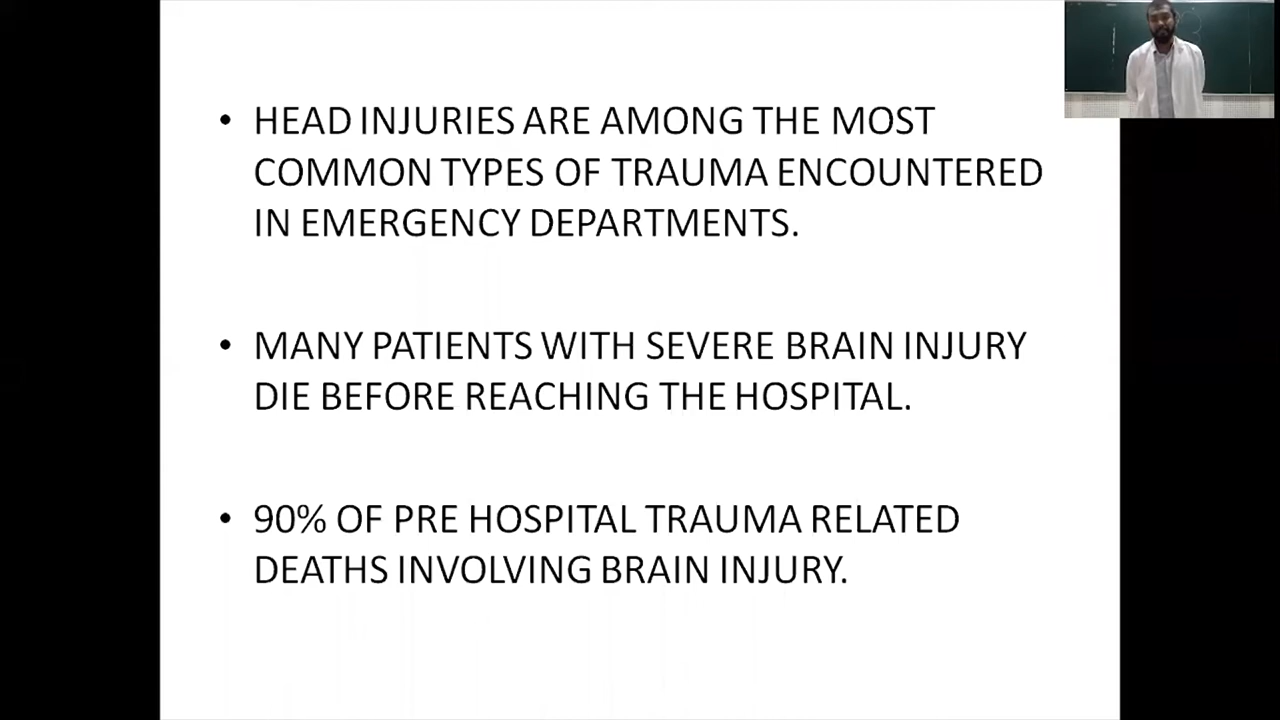 • HEAD INJURIES ARE AMONG THE MOST
COMMON TYPES OF TRAUMA ENCOUNTERED
IN EMERGENCY DEPARTMENTS.
• MANY PATIENTS WITH SEVERE BRAIN INJURY
DIE BEFORE REACHING THE HOSPITAL.
• 90% OF PRE HOSPITAL TRAUMA RELATED
DEATHS INVOLVING BRAIN INJURY.